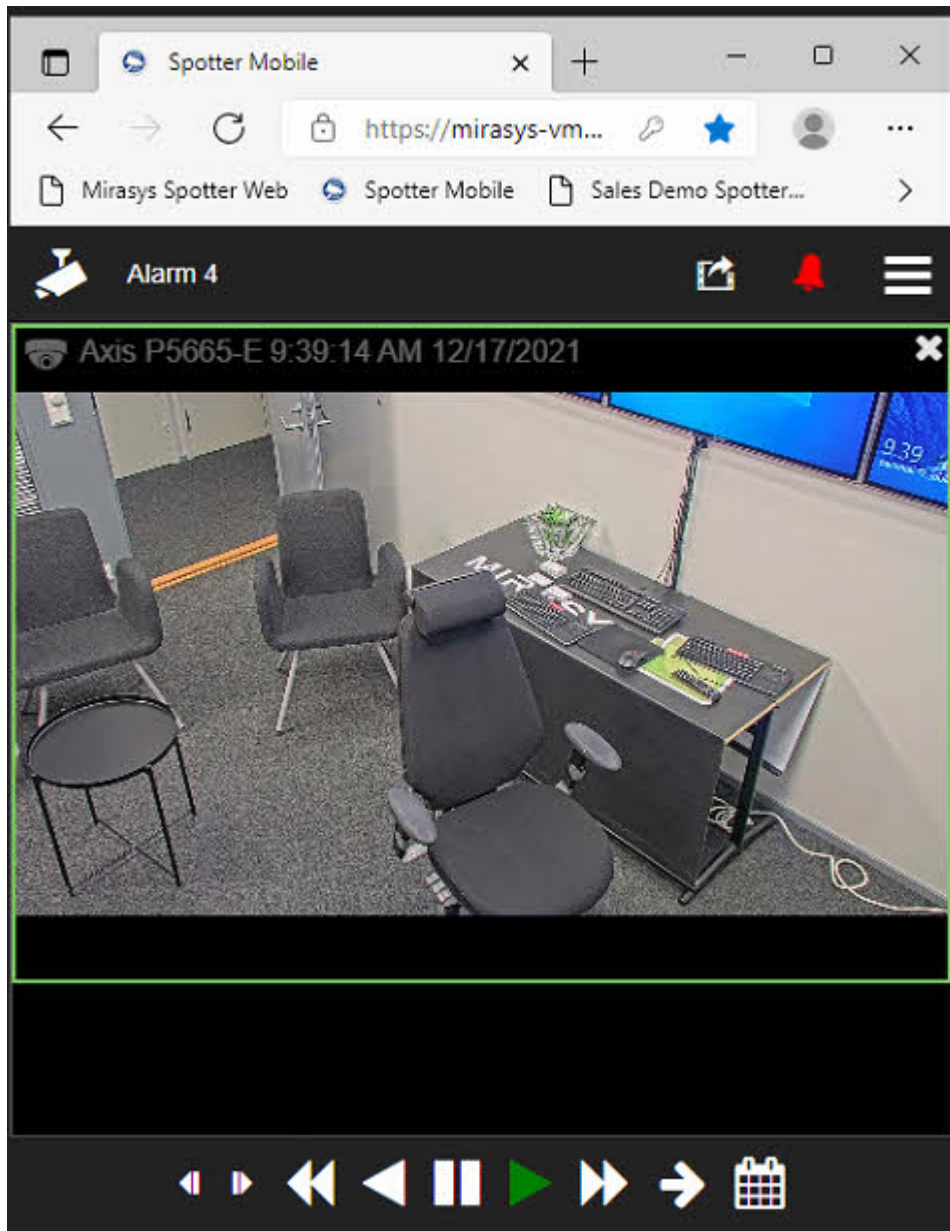 Spotter Mobile
https://mirasys-vm...
Mirasys Spotter Web
Spotter Mobile
Sales Demo Spotter...
Alarm 4
Axis P5665-E 9:39:14 AM 12/17/2021
9.39